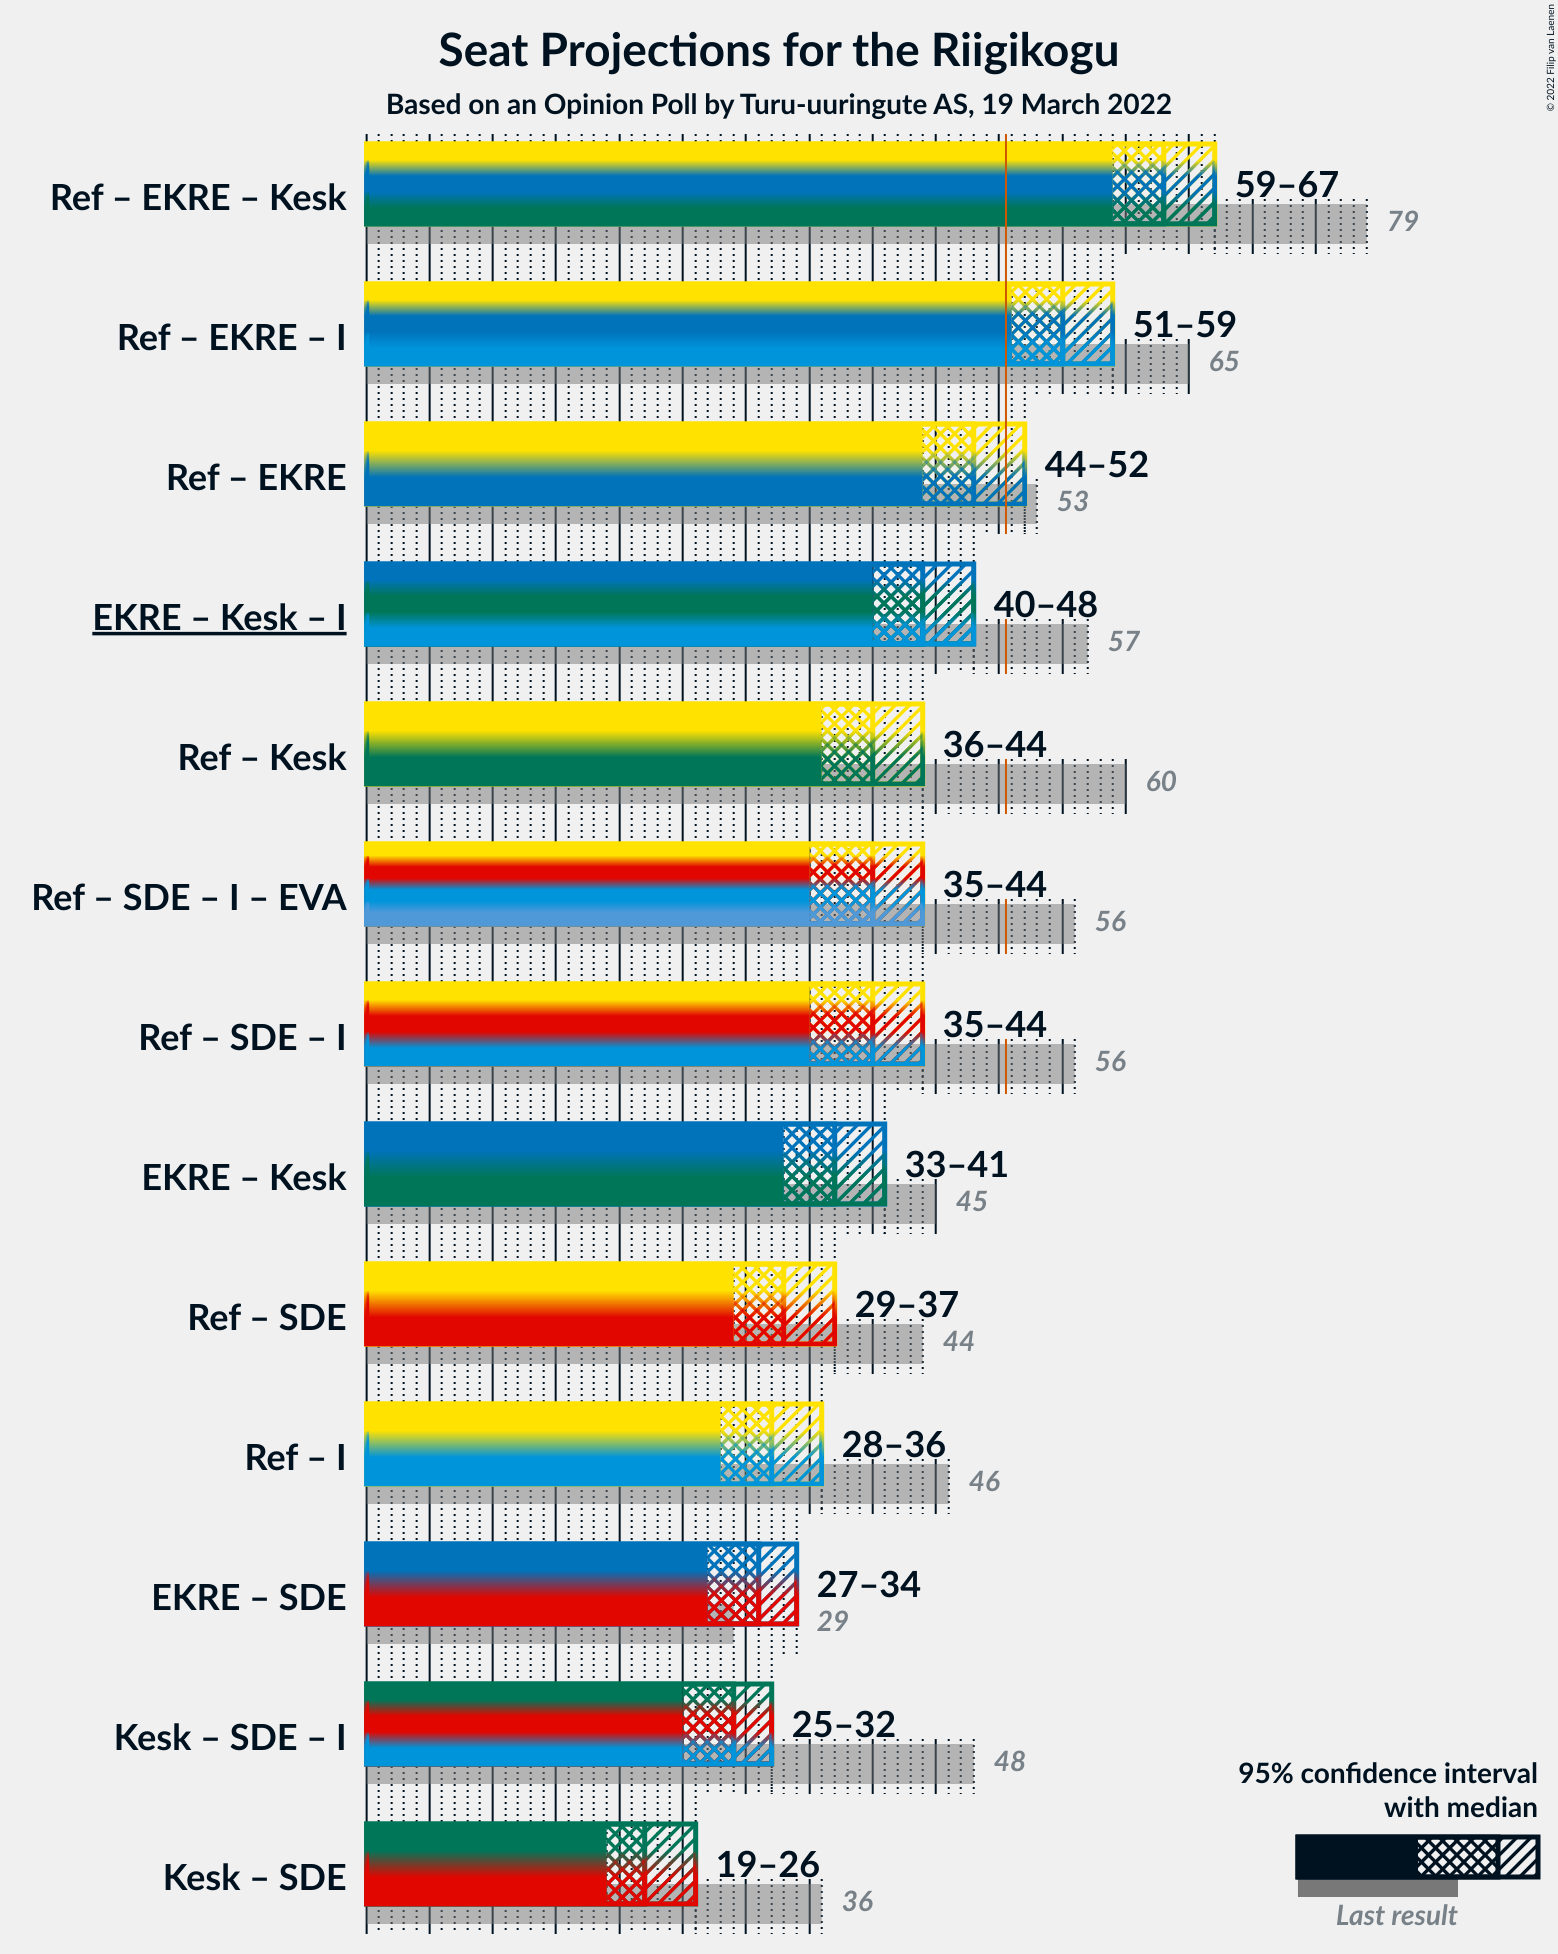 Seat Projections for the Riigikogu
Based on an Opinion Poll by Turu-uuringute AS, 19 March 2022
© 2022 Filip van Laenen
Ref – EKRE – Kesk
59–67
79
Ref – EKRE – I
51–59
65
Ref – EKRE
44–52
53
EKRE – Kesk – I
40–48
57
Ref – Kesk
36–44
60
Ref – SDE – I – EVA
35–44
56
Ref – SDE – I
35–44
56
EKRE – Kesk
33–41
45
Ref – SDE
29–37
44
Ref – I
28–36
46
EKRE – SDE
27–34
29
Kesk – SDE – I
25–32
48
Kesk – SDE
19–26
36
95% confidence interval
with median
Last result